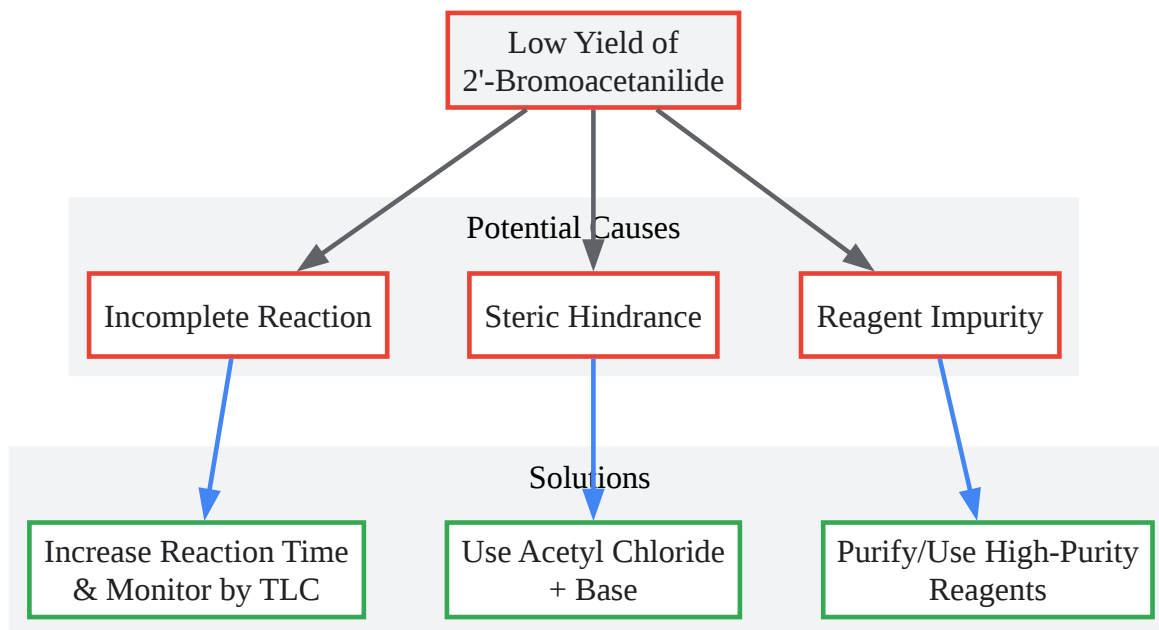 Low Yield of
2'-Bromoacetanilide
Potential Causes
Incomplete Reaction
Steric Hindrance
Reagent Impurity
Solutions
Increase Reaction Time
& Monitor by TLC
Use Acetyl Chloride
+ Base
Purify/Use High-Purity
Reagents